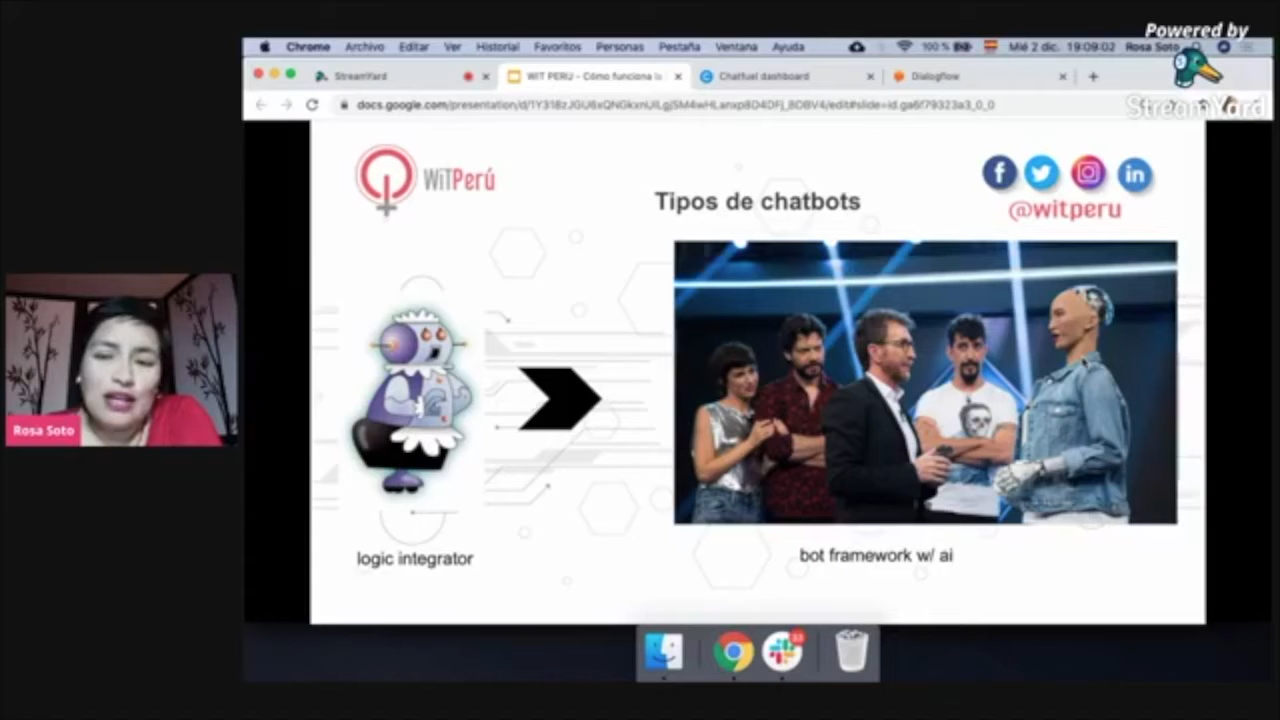 Powered by
StreamYard
Chrome Archivo Editar Ver Historial Favoritos Personas Pestaña Ventana Ayuda 100 % Mié 2 dic. 19:09:02 Rosa Soto
StreamYard
WIT PERU - Cómo funciona
Chatfuel dashboard
Dialogflow
WiTPerú
Tipos de chatbots
f
in
@witperu
Rosa Soto
logic integrator
bot framework w/ ai
33